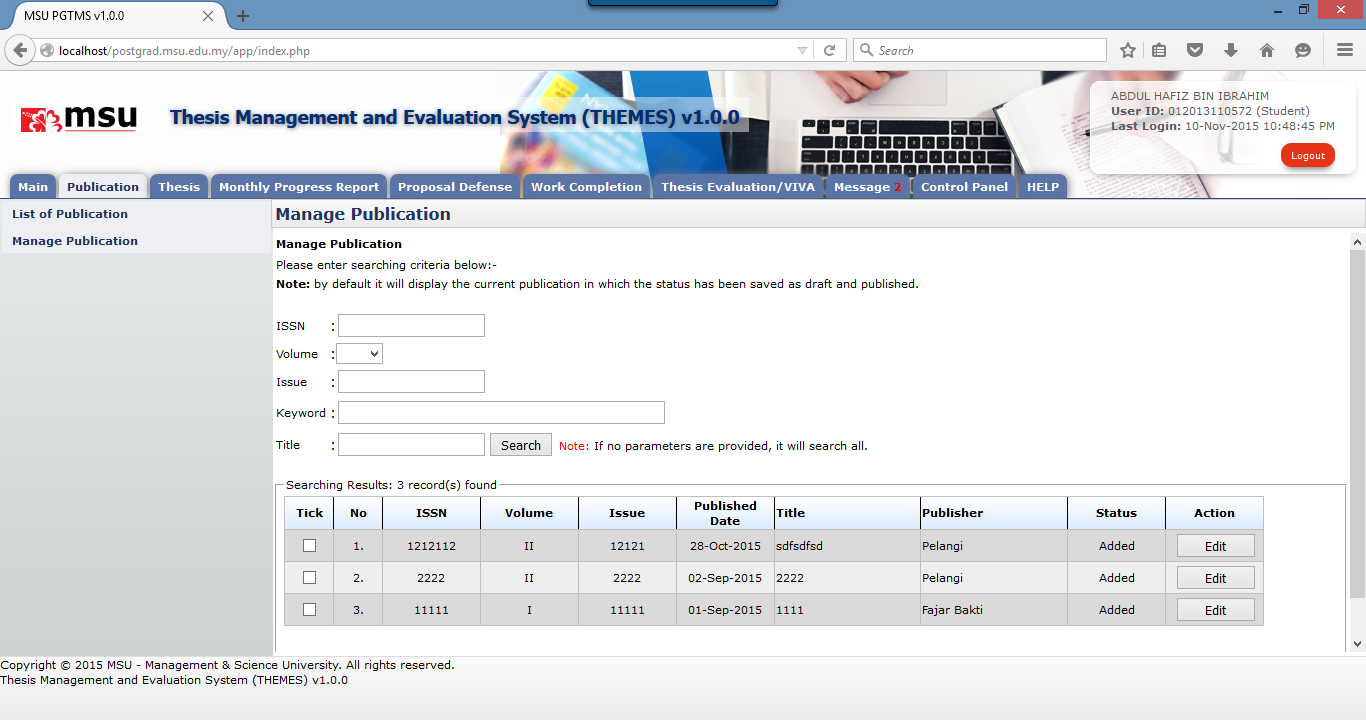 MSU PGTMS v1.0.0
localhost/postgrad.msu.edu.my/app/index.php
Search
msu
Thesis Management and Evaluation System (THEMES) v1.0.0
ABDUL HAFIZ BIN IBRAHIM
User ID: 012013110572 (Student)
Last Login: 10-Nov-2015 10:48:45 PM
Logout
Main Publication Thesis Monthly Progress Report Proposal Defense Work Completion Thesis Evaluation/VIVA Message 2 Control Panel HELP
List of Publication
Manage Publication
Manage Publication
Manage Publication
Please enter searching criteria below:-
Note: by default it will display the current publication in which the status has been saved as draft and published.
ISSN :
Volume :
Issue :
Keyword :
Title : Search Note: If no parameters are provided, it will search all.
Searching Results: 3 record(s) found
Tick No ISSN Volume Issue Published Date Title Publisher Status Action
1. 1212112 II 12121 28-Oct-2015 sdfsdfsd Pelangi Added Edit
2. 2222 II 2222 02-Sep-2015 2222 Pelangi Added Edit
3. 11111 I 11111 01-Sep-2015 1111 Fajar Bakti Added Edit
Copyright © 2015 MSU - Management & Science University. All rights reserved.
Thesis Management and Evaluation System (THEMES) v1.0.0